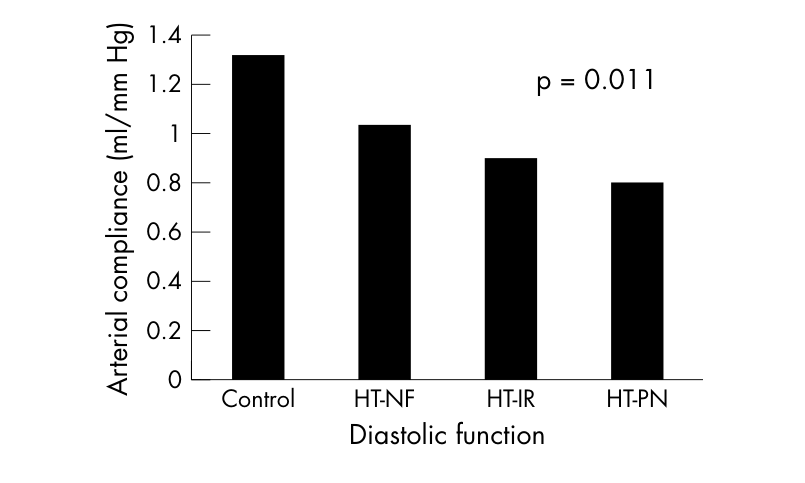 Arterial compliance (ml/mm Hg)
1.4
1.2
1
0.8
0.6
0.4
0.2
0
p = 0.011
Control HT-NF HT-IR HT-PN
Diastolic function